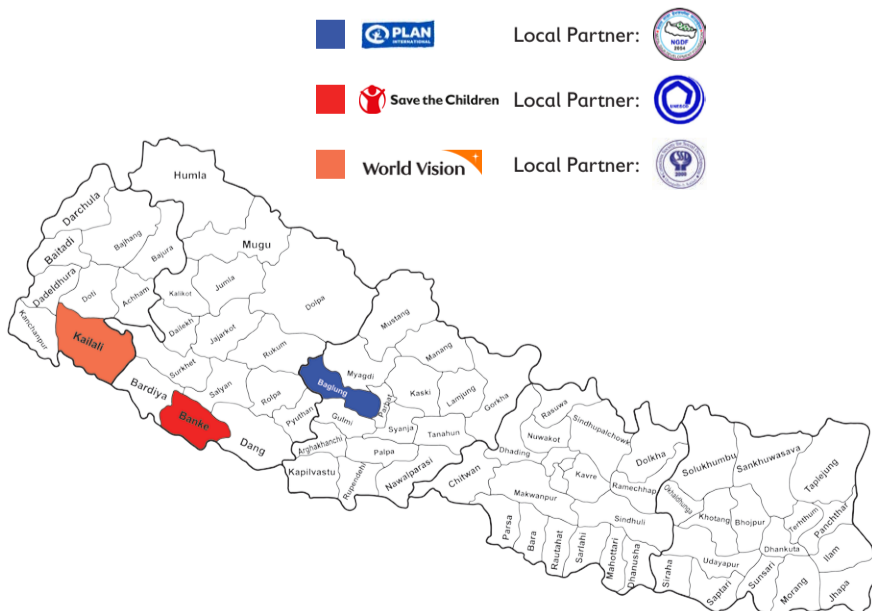 PLAN
INTERNATIONAL
Local Partner:
NGDF
2054
Save the Children
Local Partner:
UNESCO
World Vision
Local Partner:
Humla
Darchula
Bajhang
Baitadi
Bajura
Mugu
Dadeldhura
Doti
Achham
Kalikot
Jumla
Dolpa
Kanchanpur
Kailali
Dailekh
Jajarkot
Mustang
Surkhet
Rukum
Manang
Bardiya
Salyan
Rolpa
Baglung
Myagdi
Kaski
Lamjung
Gorkha
Banke
Pyuthan
Gulmi
Parbat
Syanja
Tanahun
Dang
Arghakhanchi
Palpa
Kapilvastu
Rupendehi
Nawalparasi
Chitwan
Dhading
Rasuwa
Nuwakot
Sindhupalchowk
Dolkha
Kavre
Ramechhap
Makwanpur
Sindhuli
Parsa
Bara
Rautahat
Sarlahi
Mahottari
Dhanusha
Solukhumbu
Sankhuwasava
Taplejung
Okhaldhunga
Khotang
Bhojpur
Terhthum
Panchthar
Dhankuta
Udayapur
Ilam
Siraha
Saptari
Sunsari
Morang
Jhapa